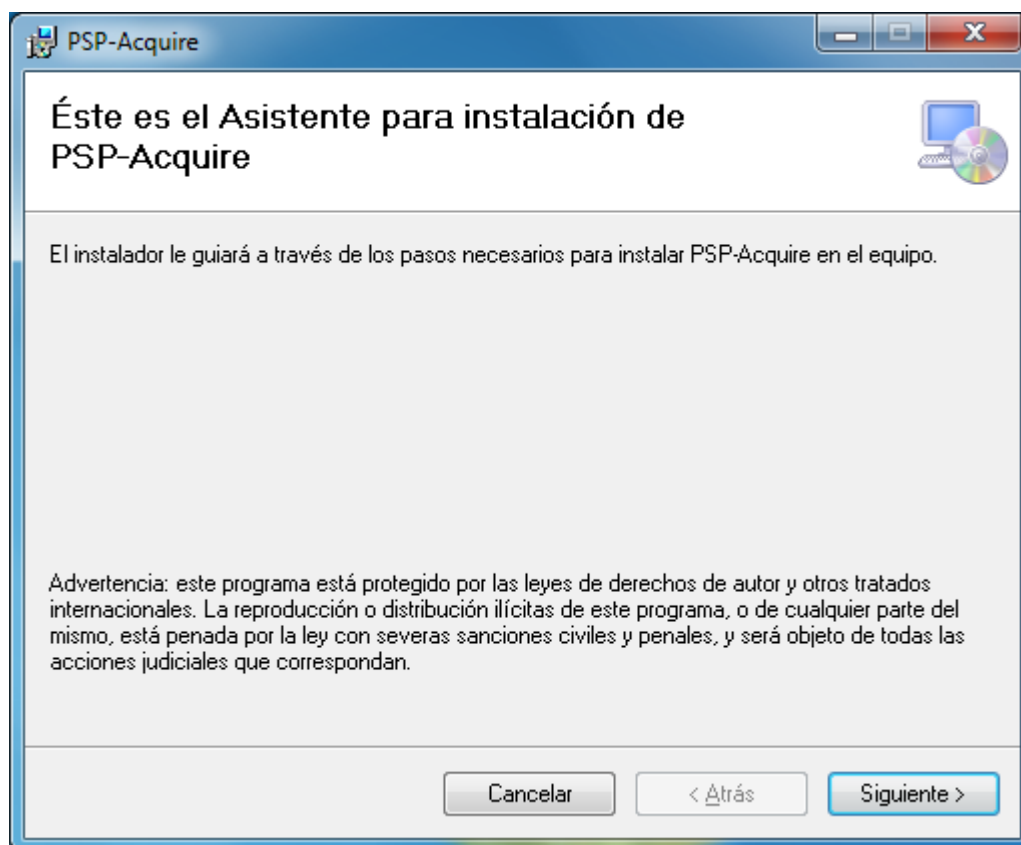 PSP-Acquire
Éste es el Asistente para instalación de
PSP-Acquire
El instalador le guiará a través de los pasos necesarios para instalar PSP-Acquire en el equipo.
Advertencia: este programa está protegido por las leyes de derechos de autor y otros tratados
internacionales. La reproducción o distribución ilícitas de este programa, o de cualquier parte del
mismo, está penada por la ley con severas sanciones civiles y penales, y será objeto de todas las
acciones judiciales que correspondan.
Cancelar < Atrás Siguiente >